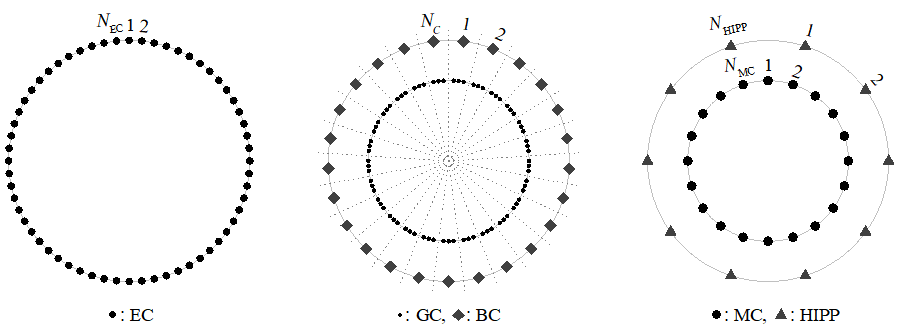 N_EC 1 2
N_C 1 2
N_HIPP 1
2
N_MC 1 2
: EC
: GC, : BC
: MC, : HIPP